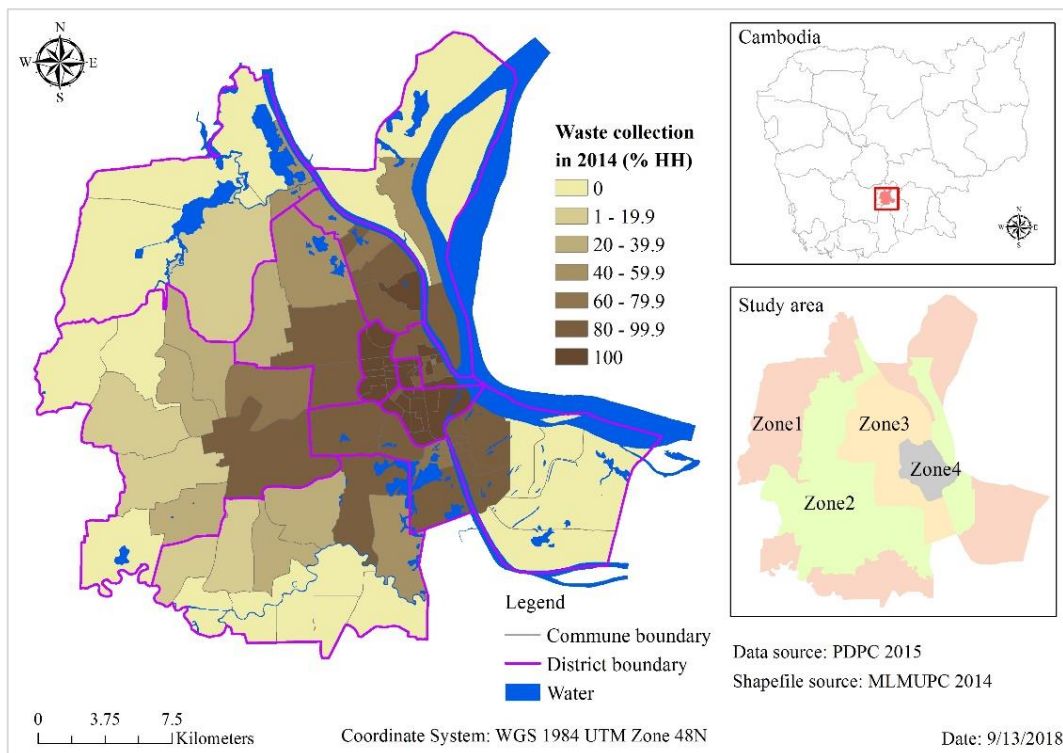 N
W E
S
Waste collection
in 2014 (% HH)
0
1 - 19.9
20 - 39.9
40 - 59.9
60 - 79.9
80 - 99.9
100
Legend
Commune boundary
District boundary
Water
0 3.75 7.5
Kilometers
Coordinate System: WGS 1984 UTM Zone 48N
Cambodia
N
W E
S
Study area
Zone1
Zone3
Zone4
Zone2
Data source: PDPC 2015
Shapefile source: MLMUPC 2014
Date: 9/13/2018